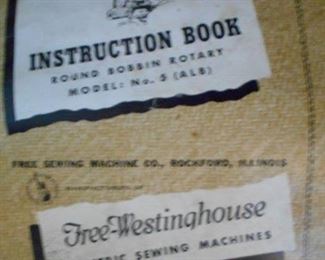 INSTRUCTION BOOK
ROUND BOBBIN ROTARY
MODEL: No. 5 (ALB)
FREE SEWING MACHINE CO., ROCKFORD, ILLINOIS
Free-Westinghouse
TRIC SEWING MACHINES